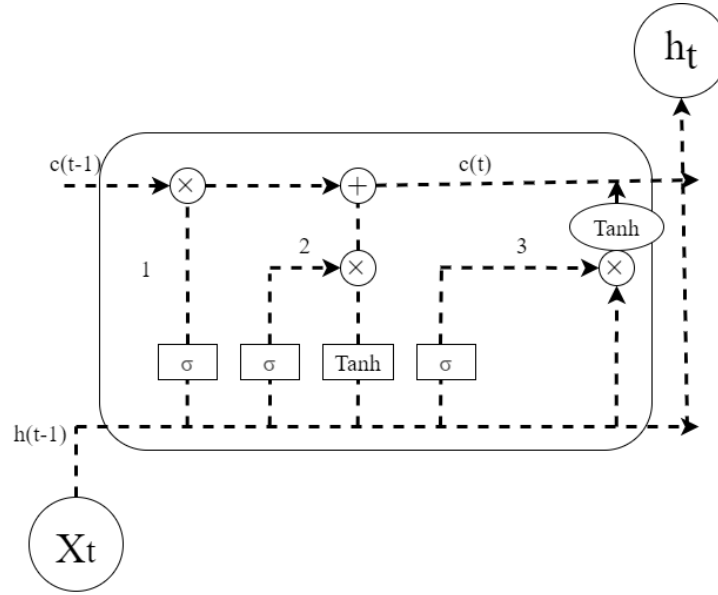 ht
c(t-1)
×
+
c(t)
Tanh
1
2
×
3
×
σ
σ
Tanh
σ
h(t-1)
Xt